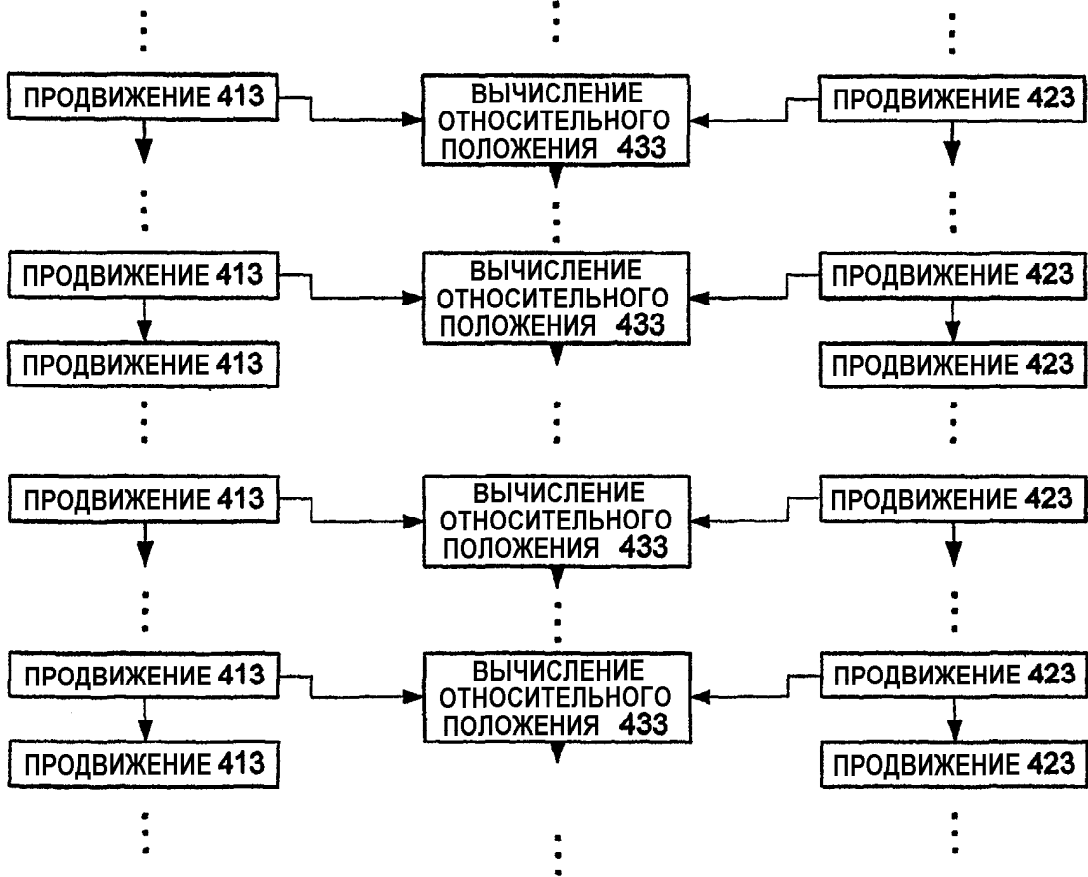 ПРОДВИЖЕНИЕ 413
ВЫЧИСЛЕНИЕ
ОТНОСИТЕЛЬНОГО
ПОЛОЖЕНИЯ 433
ПРОДВИЖЕНИЕ 423
ПРОДВИЖЕНИЕ 413
ВЫЧИСЛЕНИЕ
ОТНОСИТЕЛЬНОГО
ПОЛОЖЕНИЯ 433
ПРОДВИЖЕНИЕ 423
ПРОДВИЖЕНИЕ 413
ПРОДВИЖЕНИЕ 423
ПРОДВИЖЕНИЕ 413
ВЫЧИСЛЕНИЕ
ОТНОСИТЕЛЬНОГО
ПОЛОЖЕНИЯ 433
ПРОДВИЖЕНИЕ 423
ПРОДВИЖЕНИЕ 413
ВЫЧИСЛЕНИЕ
ОТНОСИТЕЛЬНОГО
ПОЛОЖЕНИЯ 433
ПРОДВИЖЕНИЕ 423
ПРОДВИЖЕНИЕ 413
ПРОДВИЖЕНИЕ 423